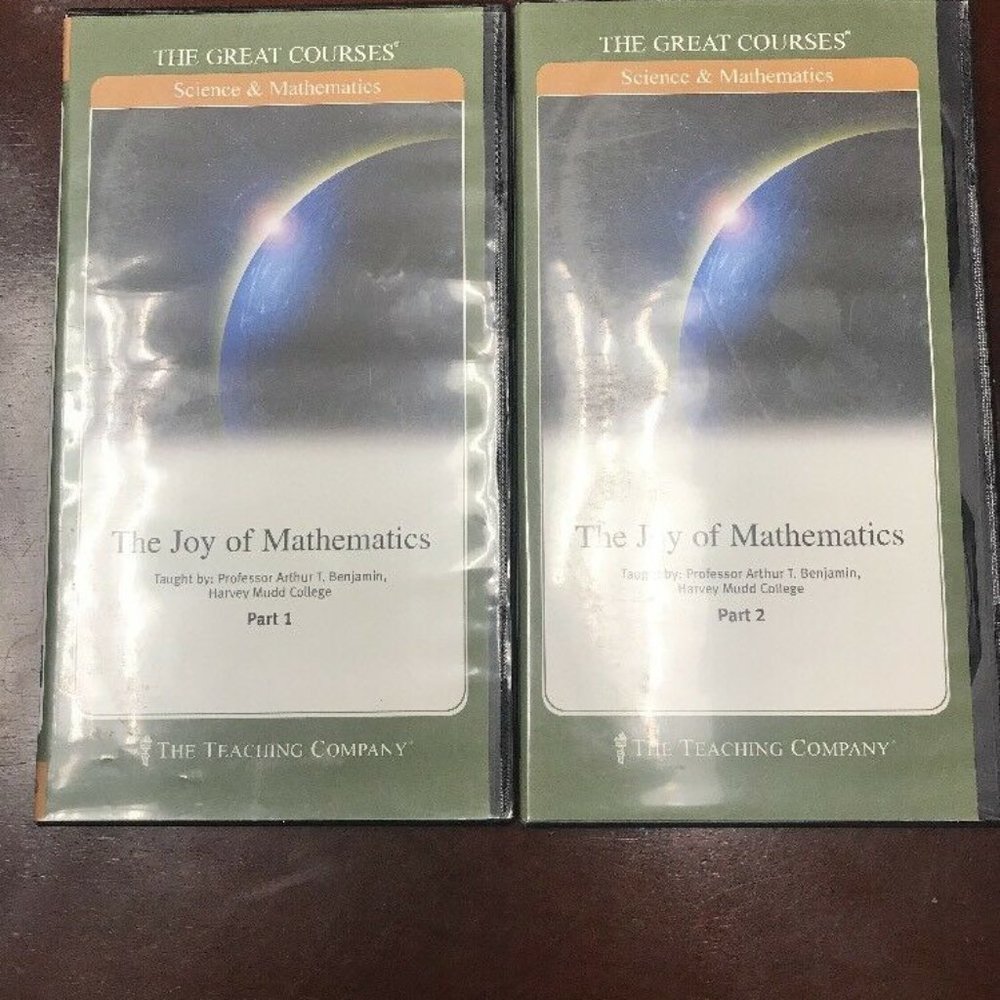 THE GREAT COURSES®
Science & Mathematics
The Joy of Mathematics
Taught by: Professor Arthur T. Benjamin,
Harvey Mudd College
Part 1
THE TEACHING COMPANY®
THE GREAT COURSES®
Science & Mathematics
The Joy of Mathematics
Taught by: Professor Arthur T. Benjamin,
Harvey Mudd College
Part 2
THE TEACHING COMPANY®